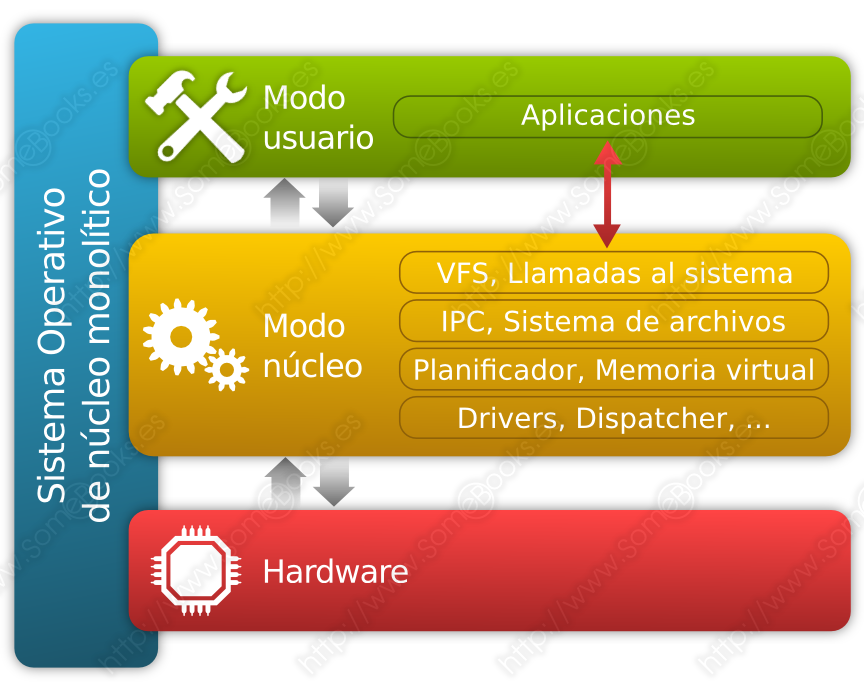 Sistema Operativo
de núcleo monolítico
Modo
usuario
Aplicaciones
Modo
núcleo
VFS, Llamadas al sistema
IPC, Sistema de archivos
Planificador, Memoria virtual
Drivers, Dispatcher, ...
Hardware
http://www.SomeBooks.es